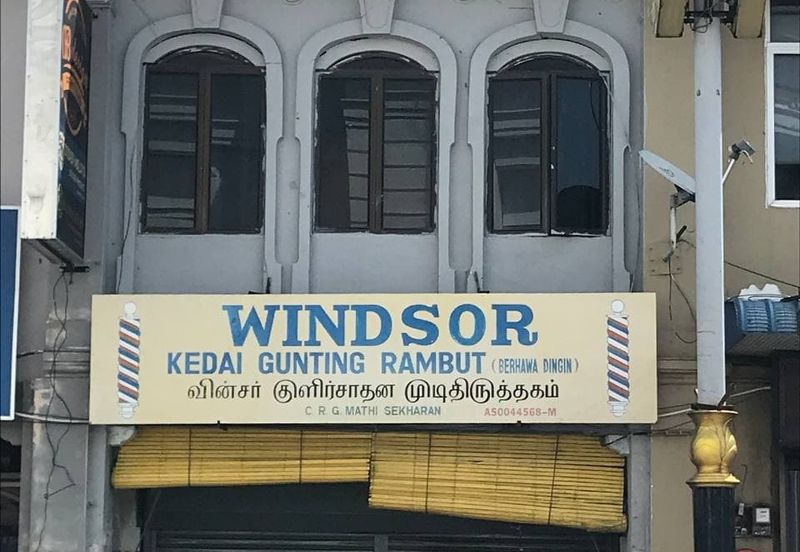 WINDSOR
KEDAI GUNTING RAMBUT (BERHAWA DINGIN)
வின்சர் குளிர்சாதன முடிதிருத்தகம்
C. R. G. MATHI SEKHARAN AS0044568-M